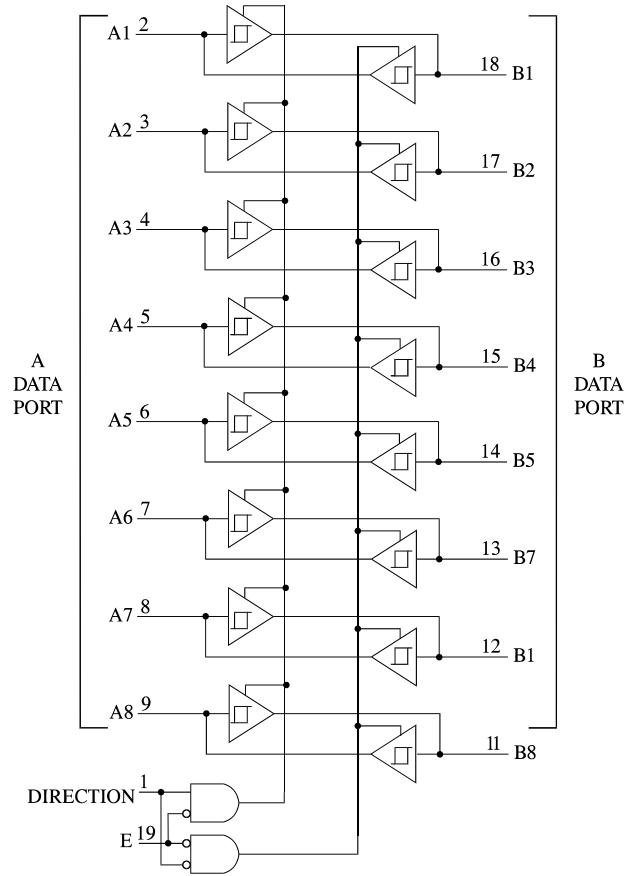 A1 2
18 B1
A2 3
17 B2
A3 4
16 B3
A4 5
15 B4
A
DATA
PORT
B
DATA
PORT
A5 6
14 B5
A6 7
13 B7
A7 8
12 B1
A8 9
11 B8
DIRECTION 1
E 19